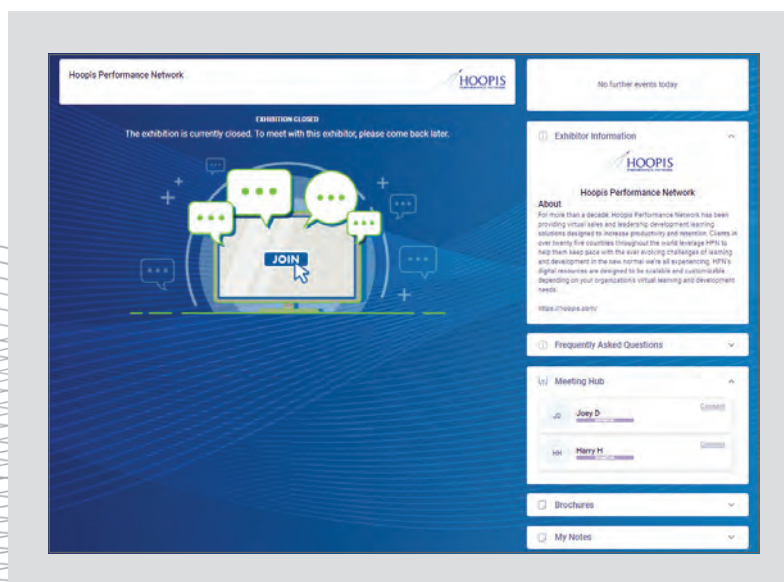 Hoopis Performance Network
HOOPIS
PERFORMANCE NETWORK
EXHIBITION CLOSED
The exhibition is currently closed. To meet with this exhibitor, please come back later.
JOIN
No further events today
Exhibitor Information
HOOPIS
PERFORMANCE NETWORK
Hoopis Performance Network
About
For more than a decade, Hoopis Performance Network has been
providing virtual sales and leadership development learning
solutions designed to increase productivity and retention. Clients in
over twenty five countries throughout the world leverage HPN to
help them keep pace with the ever evolving challenges of learning
and development in the new normal we're all experiencing. HPN's
digital resources are designed to be scalable and customizable
depending on your organization's virtual learning and development
needs.
https://hoopis.com/
Frequently Asked Questions
Meeting Hub
JD Joey D Connect
HH Harry H Connect
Brochures
My Notes